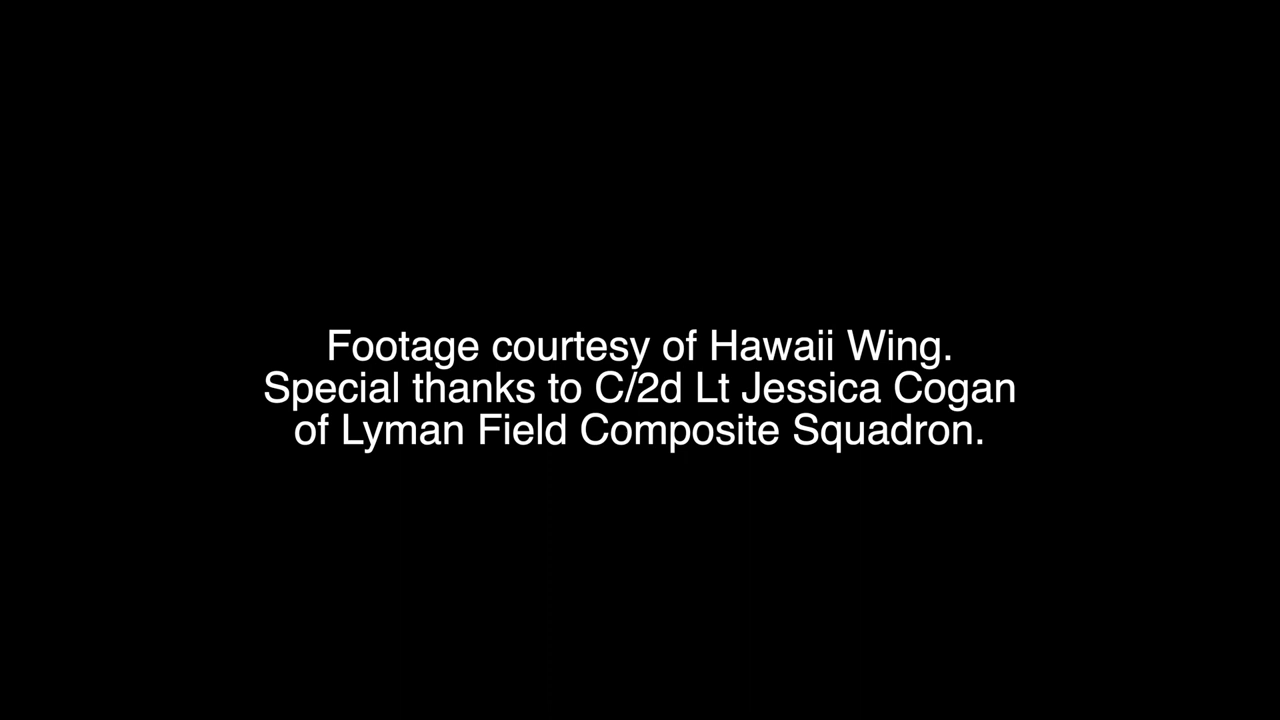 Footage courtesy of Hawaii Wing.
Special thanks to C/2d Lt Jessica Cogan
of Lyman Field Composite Squadron.